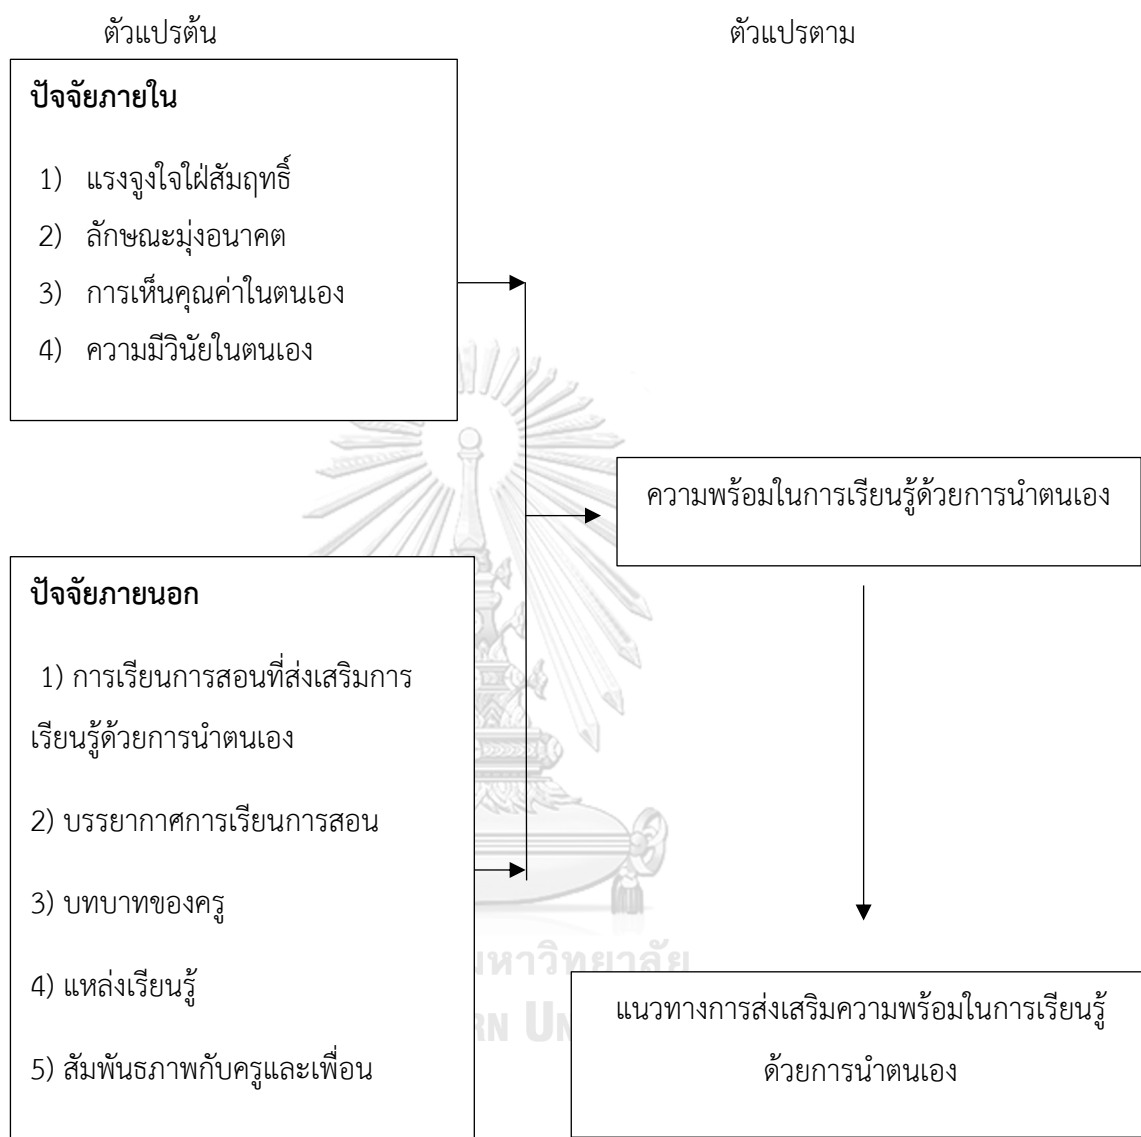 ตัวแปรต้น
ตัวแปรตาม
ปัจจัยภายใน
1) แรงจูงใจใฝ่สัมฤทธิ์
2) ลักษณะมุ่งอนาคต
3) การเห็นคุณค่าในตนเอง
4) ความมีวินัยในตนเอง
ความพร้อมในการเรียนรู้ด้วยการนำตนเอง
ปัจจัยภายนอก
1) การเรียนการสอนที่ส่งเสริมการ
เรียนรู้ด้วยการนำตนเอง
2) บรรยากาศการเรียนการสอน
3) บทบาทของครู
4) แหล่งเรียนรู้
5) สัมพันธภาพกับครูและเพื่อน
แนวทางการส่งเสริมความพร้อมในการเรียนรู้
ด้วยการนำตนเอง